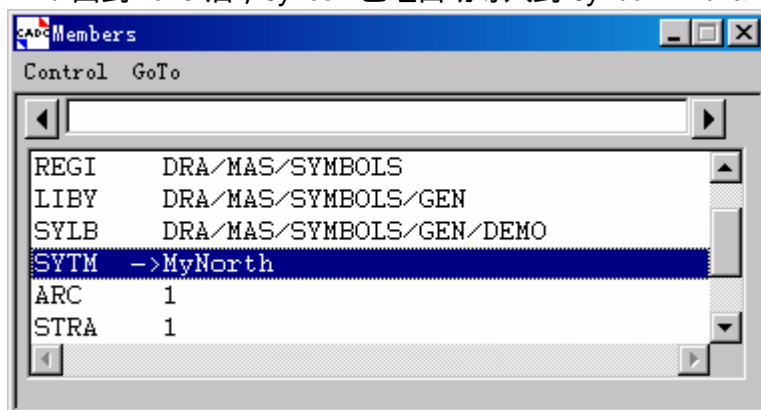 Members
Control GoTo
REGI DRA/MAS/SYMBOLS
LIBY DRA/MAS/SYMBOLS/GEN
SYLB DRA/MAS/SYMBOLS/GEN/DEMO
SYTM ->MyNorth
ARC 1
STRA 1